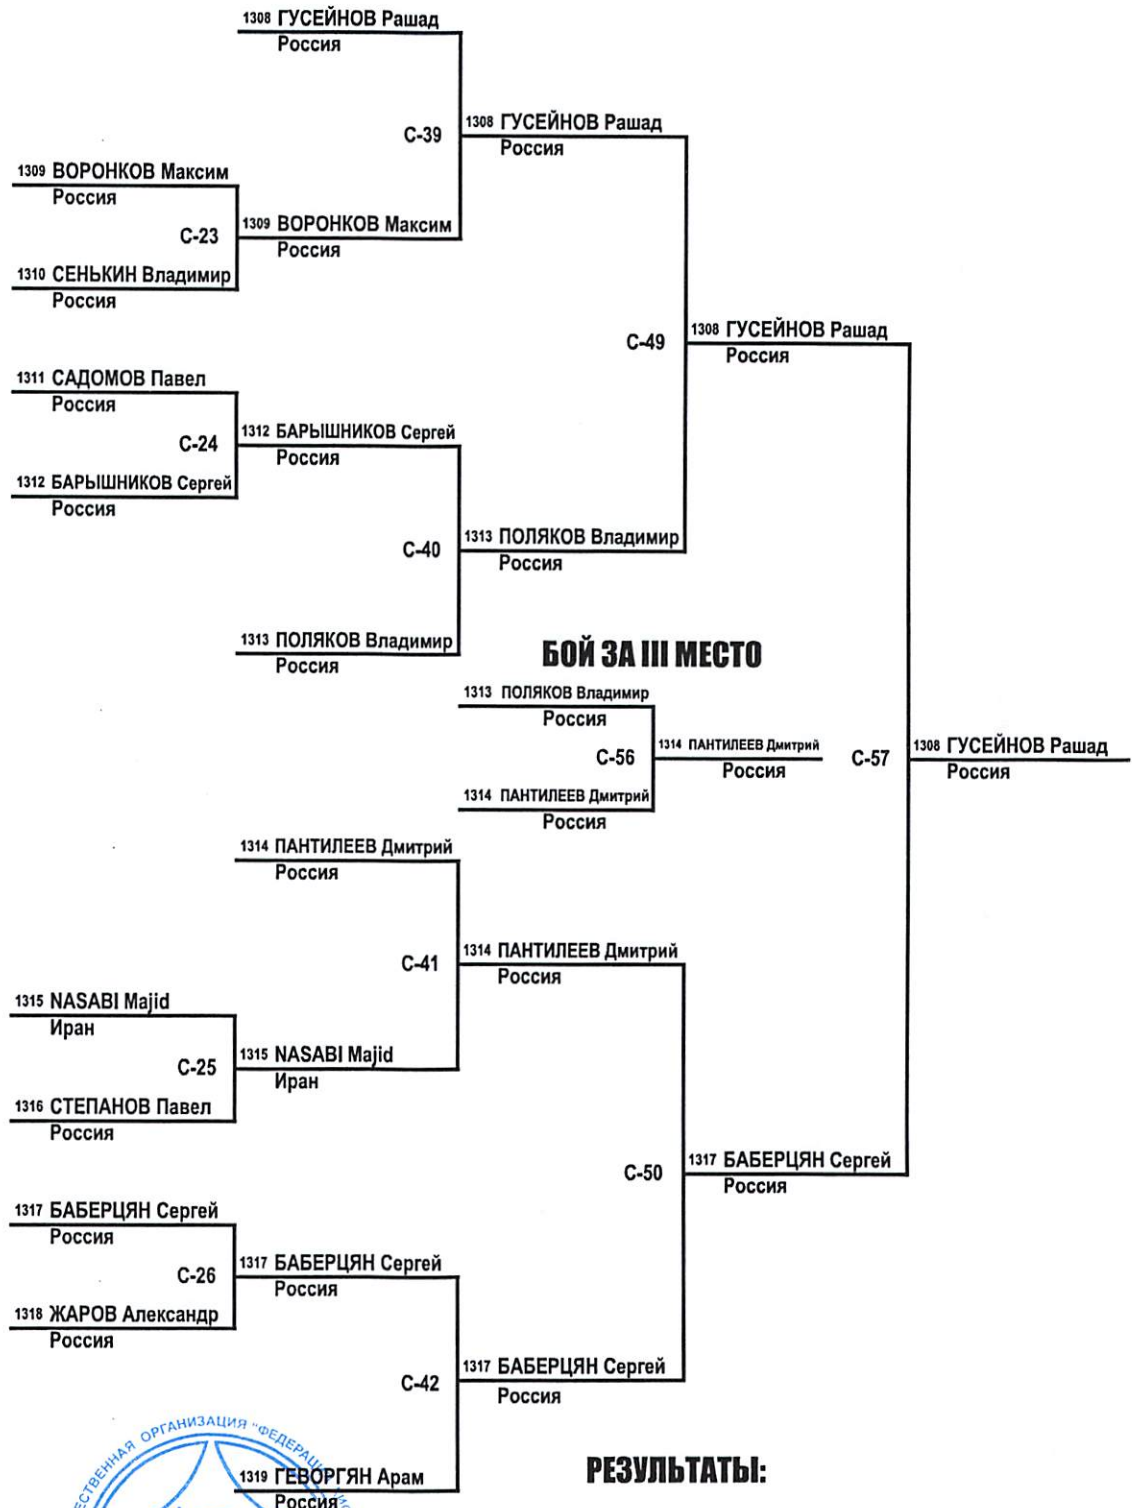 1308 ГУСЕЙНОВ Рашад
Россия
С-39
1308 ГУСЕЙНОВ Рашад
Россия
1309 ВОРОНКОВ Максим
Россия
С-23
1309 ВОРОНКОВ Максим
Россия
1310 СЕНЬКИН Владимир
Россия
С-49
1308 ГУСЕЙНОВ Рашад
Россия
1311 САДОМОВ Павел
Россия
С-24
1312 БАРЫШНИКОВ Сергей
Россия
1312 БАРЫШНИКОВ Сергей
Россия
С-40
1313 ПОЛЯКОВ Владимир
Россия
1313 ПОЛЯКОВ Владимир
Россия
БОЙ ЗА III МЕСТО
1313 ПОЛЯКОВ Владимир
Россия
С-56
1314 ПАНТИЛЕЕВ Дмитрий
Россия
1314 ПАНТИЛЕЕВ Дмитрий
Россия
С-57
1308 ГУСЕЙНОВ Рашад
Россия
1314 ПАНТИЛЕЕВ Дмитрий
Россия
С-41
1314 ПАНТИЛЕЕВ Дмитрий
Россия
1315 NASABI Majid
Иран
С-25
1315 NASABI Majid
Иран
1316 СТЕПАНОВ Павел
Россия
С-50
1317 БАБЕРЦЯН Сергей
Россия
1317 БАБЕРЦЯН Сергей
Россия
С-26
1317 БАБЕРЦЯН Сергей
Россия
1318 ЖАРОВ Александр
Россия
С-42
1317 БАБЕРЦЯН Сергей
Россия
1319 ГЕВОРГЯН Арам
Россия
ОРГАНИЗАЦИЯ
РЕЗУЛЬТАТЫ: